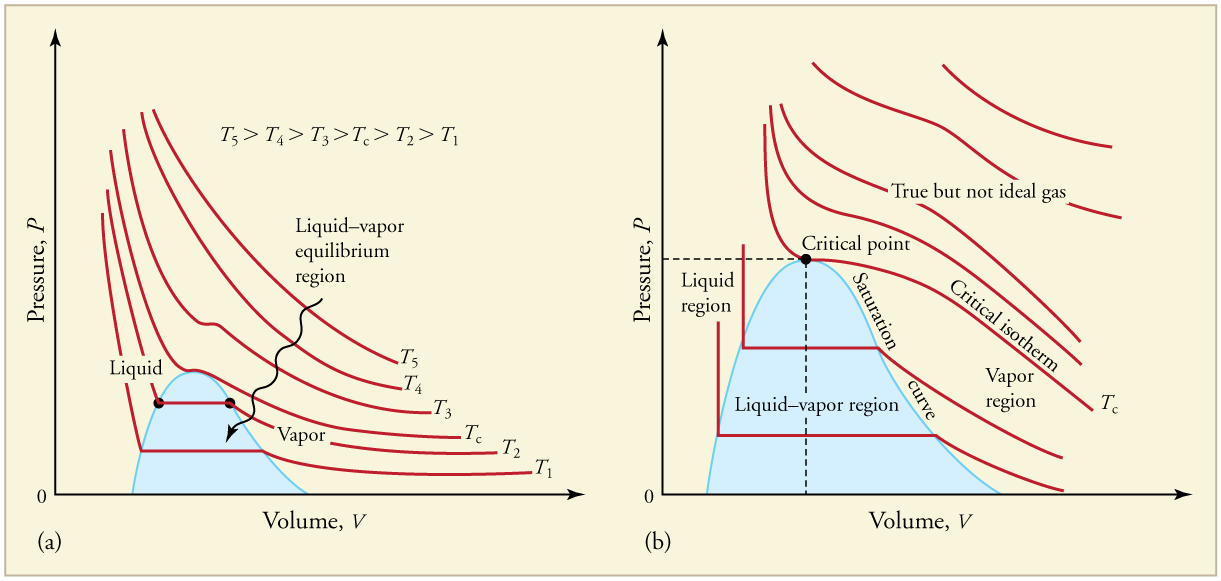 T5 > T4 > T3 > Tc > T2 > T1
Liquid–vapor
equilibrium
region
Pressure, P
Liquid
Vapor
T5
T4
T3
Tc
T2
T1
0
Volume, V
(a)
True but not ideal gas
Critical point
Liquid
region
Pressure, P
Saturation
curve
Critical isotherm
Vapor
region
Liquid–vapor region
Tc
0
Volume, V
(b)